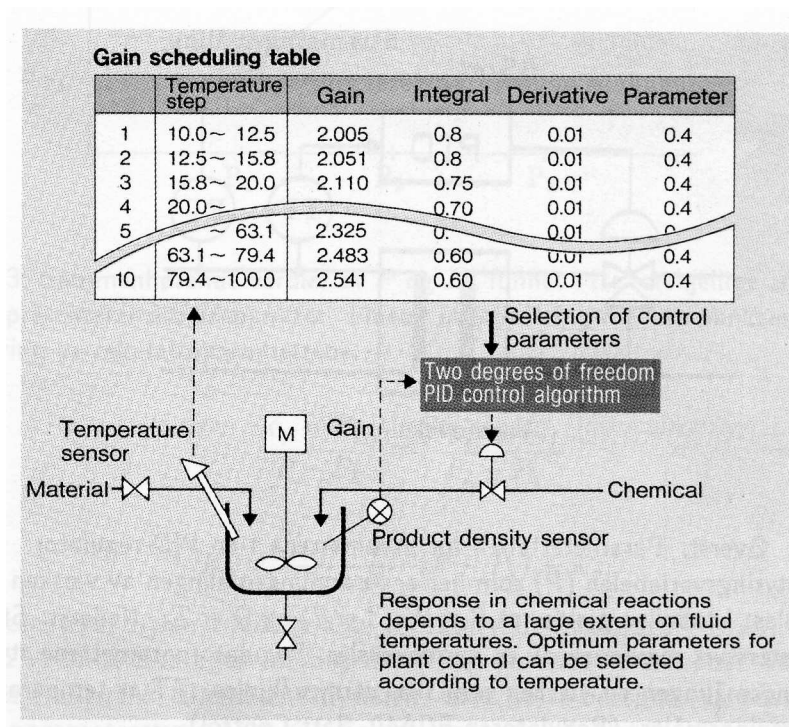 Gain scheduling table
Temperature step Gain Integral Derivative Parameter
1 10.0~ 12.5 2.005 0.8 0.01 0.4
2 12.5~ 15.8 2.051 0.8 0.01 0.4
3 15.8~ 20.0 2.110 0.75 0.01 0.4
4 20.0~ 0.70 0.01 0.4
5 ~ 63.1 2.325 0. 0.01
63.1~ 79.4 2.483 0.60 0.01 0.4
10 79.4~100.0 2.541 0.60 0.01 0.4
Selection of control
parameters
Two degrees of freedom
PID control algorithm
Temperature
sensor
M
Gain
Material
Chemical
Product density sensor
Response in chemical reactions
depends to a large extent on fluid
temperatures. Optimum parameters for
plant control can be selected
according to temperature.